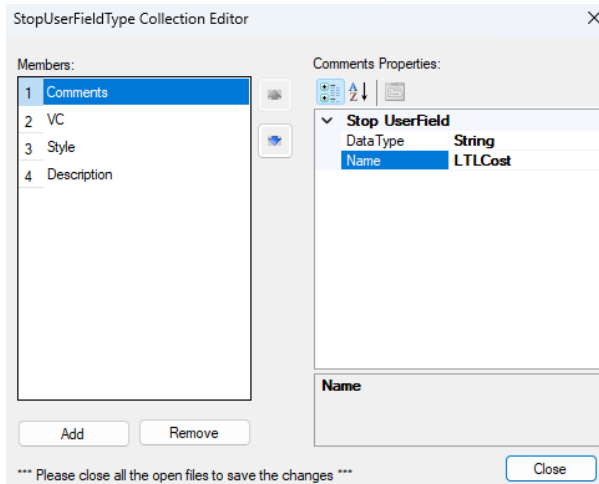 StopUserFieldType Collection Editor
Members:
1 Comments
2 VC
3 Style
4 Description
Add Remove
Comments Properties:
Stop UserField
DataType String
Name LTLCost
Name
*** Please close all the open files to save the changes ***
Close